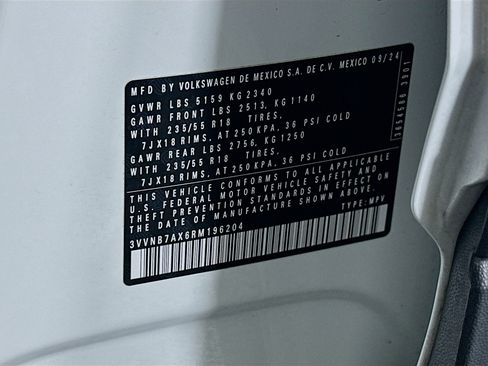 MFD BY VOLKSWAGEN DE MEXICO S.A. DE C.V. MEXICO 09/24
GVWR LBS 5159 KG 2340
GAWR FRONT LBS 2513, KG 1140
WITH 235/55 R18 TIRES,
7JX18 RIMS, AT 250 KPA, 36 PSI COLD
GAWR REAR LBS 2756, KG 1250
WITH 235/55 R18 TIRES,
7JX18 RIMS, AT 250 KPA, 36 PSI COLD
THIS VEHICLE CONFORMS TO ALL APPLICABLE
U.S. FEDERAL MOTOR VEHICLE SAFETY AND
THEFT PREVENTION STANDARDS IN EFFECT ON
THE DATE OF MANUFACTURE SHOWN ABOVE.
3VVNB7AX6RM196204 TYPE: MPV